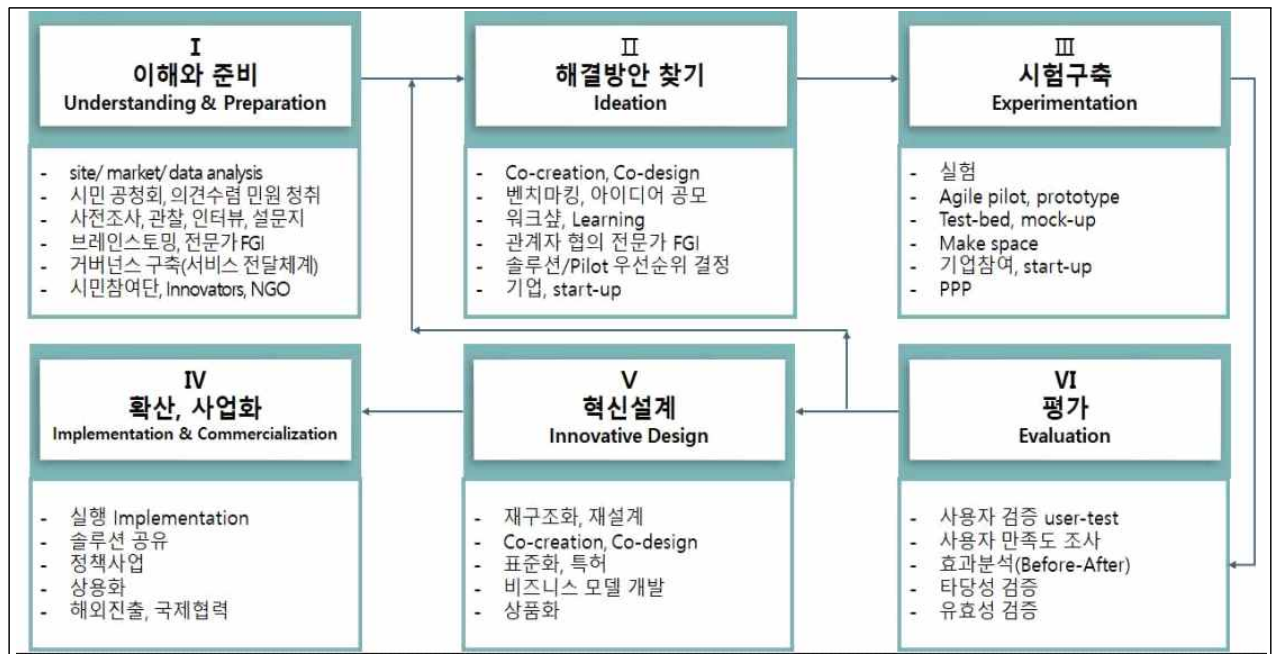 Ⅰ
이해와 준비
Understanding & Preparation
- site/ market/ data analysis
- 시민 공청회, 의견수렴 민원 청취
- 사전조사, 관찰, 인터뷰, 설문지
- 브레인스토밍, 전문가 FGI
- 거버넌스 구축(서비스 전달체계)
- 시민참여단, Innovators, NGO
Ⅱ
해결방안 찾기
Ideation
- Co-creation, Co-design
- 벤치마킹, 아이디어 공모
- 워크샾, Learning
- 관계자 협의 전문가 FGI
- 솔루션/Pilot 우선순위 결정
- 기업, start-up
Ⅲ
시험구축
Experimentation
- 실험
- Agile pilot, prototype
- Test-bed, mock-up
- Make space
- 기업참여, start-up
- PPP
Ⅳ
확산, 사업화
Implementation & Commercialization
- 실행 Implementation
- 솔루션 공유
- 정책사업
- 상용화
- 해외진출, 국제협력
Ⅴ
혁신설계
Innovative Design
- 재구조화, 재설계
- Co-creation, Co-design
- 표준화, 특허
- 비즈니스 모델 개발
- 상품화
Ⅵ
평가
Evaluation
- 사용자 검증 user-test
- 사용자 만족도 조사
- 효과분석(Before-After)
- 타당성 검증
- 유효성 검증